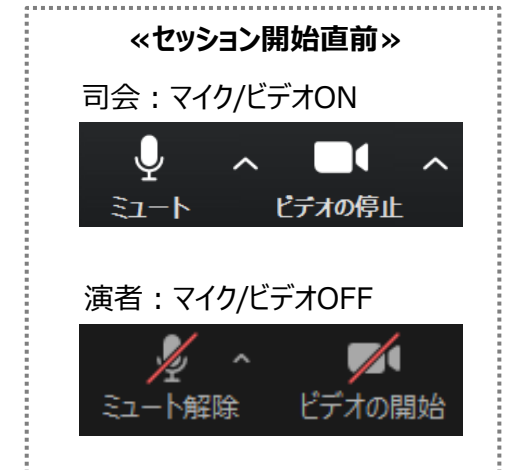 ≪セッション開始直前≫
司会：マイク/ビデオON
ミュート ビデオの停止
演者：マイク/ビデオOFF
ミュート解除 ビデオの開始